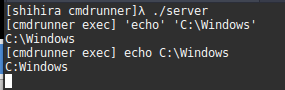 [shihira cmdrunner]λ ./server
[cmdrunner exec] 'echo' 'C:\Windows'
C:\Windows
[cmdrunner exec] echo C:\Windows
C:Windows